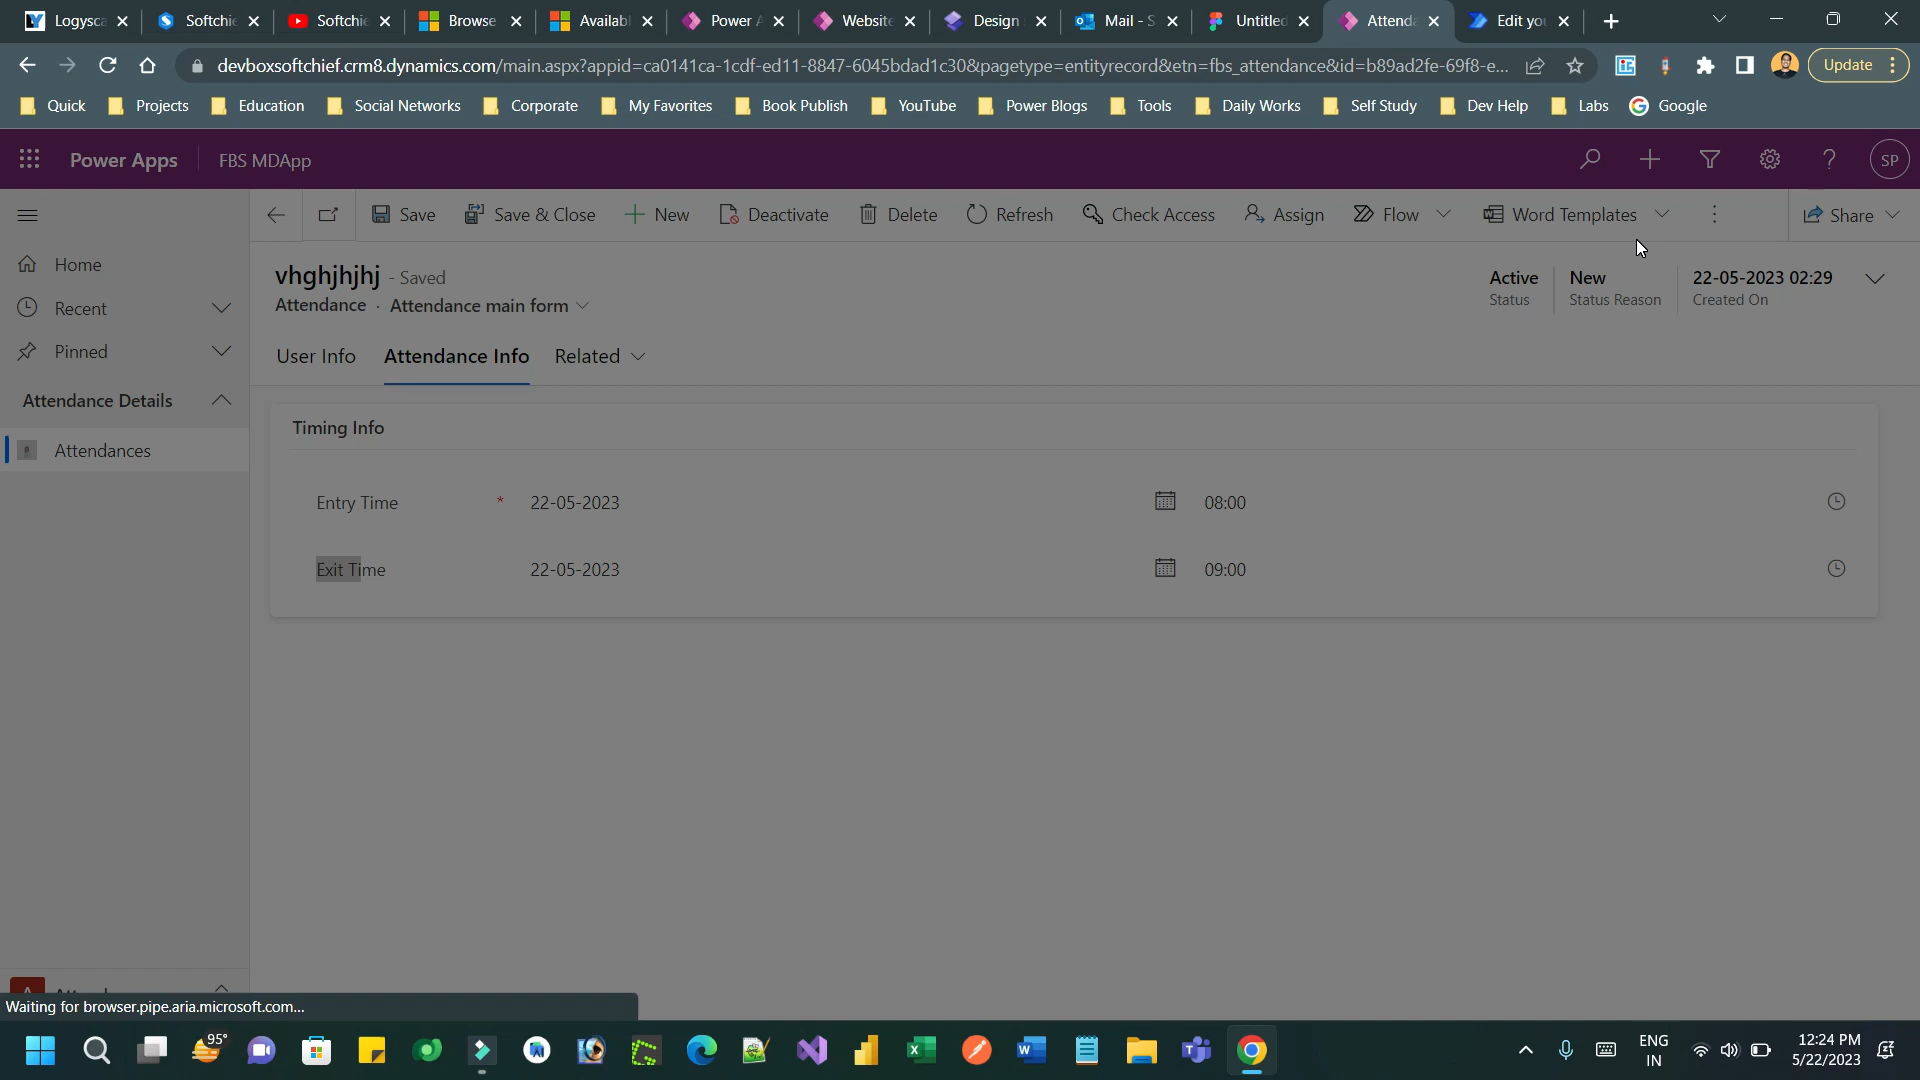 Logysca
Softchie
Softchie
Browse
Availabl
Power A
Website
Design
Mail - S
Untitled
Attenda
Edit you
devboxsoftchief.crm8.dynamics.com/main.aspx?appid=ca0141ca-1cdf-ed11-8847-6045bdad1c30&pagetype=entityrecord&etn=fbs_attendance&id=b89ad2fe-69f8-e...
Update
Quick
Projects
Education
Social Networks
Corporate
My Favorites
Book Publish
YouTube
Power Blogs
Tools
Daily Works
Self Study
Dev Help
Labs
Google
Power Apps
FBS MDApp
SP
Save
Save & Close
New
Deactivate
Delete
Refresh
Check Access
Assign
Flow
Word Templates
Share
Home
Recent
Pinned
Attendance Details
Attendances
vhghjhjhj - Saved
Attendance · Attendance main form
Active
Status
New
Status Reason
22-05-2023 02:29
Created On
User Info
Attendance Info
Related
Timing Info
Entry Time * 22-05-2023 08:00
Exit Time 22-05-2023 09:00
Waiting for browser.pipe.aria.microsoft.com...
95°
ENG
IN
12:24 PM
5/22/2023